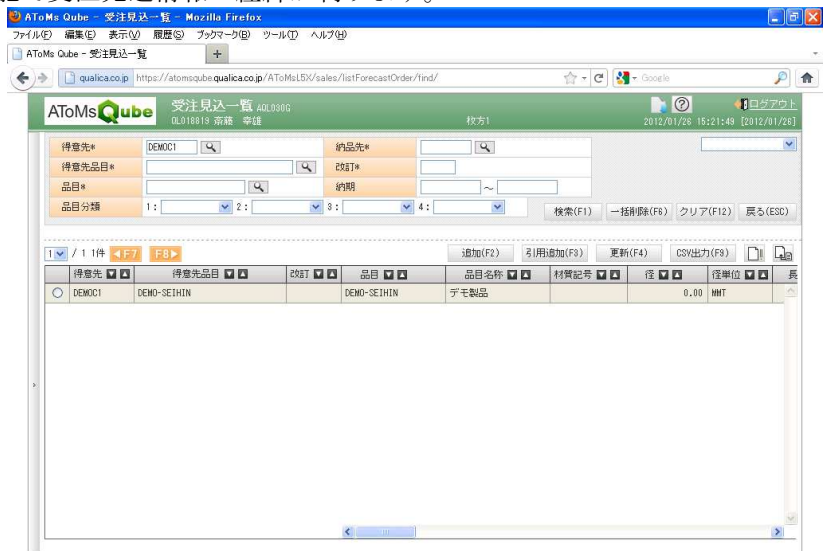 AToMs Qube - 受注見込一覧 - Mozilla Firefox
ファイル(F) 編集(E) 表示(V) 履歴(S) ブックマーク(B) ツール(T) ヘルプ(H)
AToMs Qube - 受注見込一覧 +
qualica.co.jp https://atomsqube.qualica.co.jp/AToMsL5X/sales/listForecastOrder/find/ Google
AToMs Qube 受注見込一覧 AOL030G ? ログアウト
OL018813 斎藤 幸雄 枚方1 2012/01/26 15:21:49 [2012/01/26]
得意先* DEMOC1 納品先*
得意先品目* 改訂*
品目* 納期 ～
品目分類 1: 2: 3: 4: 検索(F1) 一括削除(F6) クリア(F12) 戻る(ESC)
1 / 1 1件 F7 F8 追加(F2) 引用追加(F3) 更新(F4) CSV出力(F9)
得意先 得意先品目 改訂 品目 品目名称 材質記号 径 径単位 長
DEMOC1 DEMO-SEIHIN DEMO-SEIHIN デモ製品 0.00 MMT